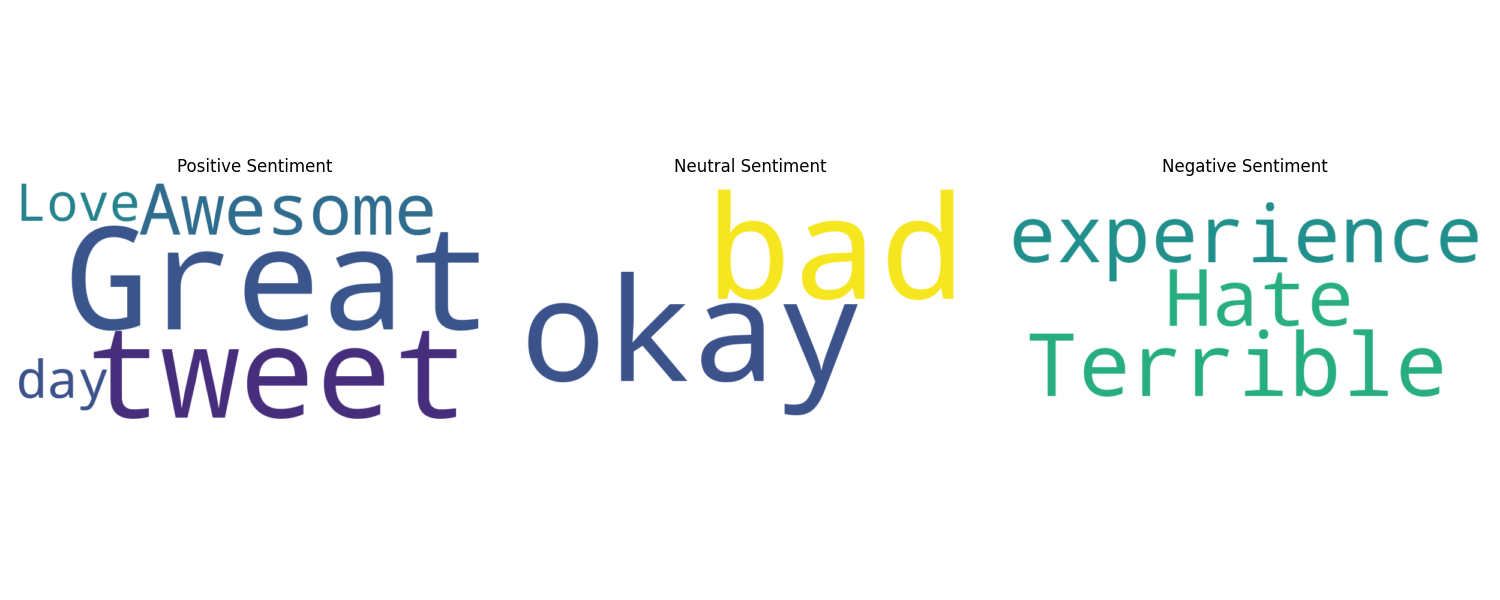 Positive Sentiment
Love Awesome
Great
day tweet
Neutral Sentiment
bad
okay
Negative Sentiment
experience
Hate
Terrible